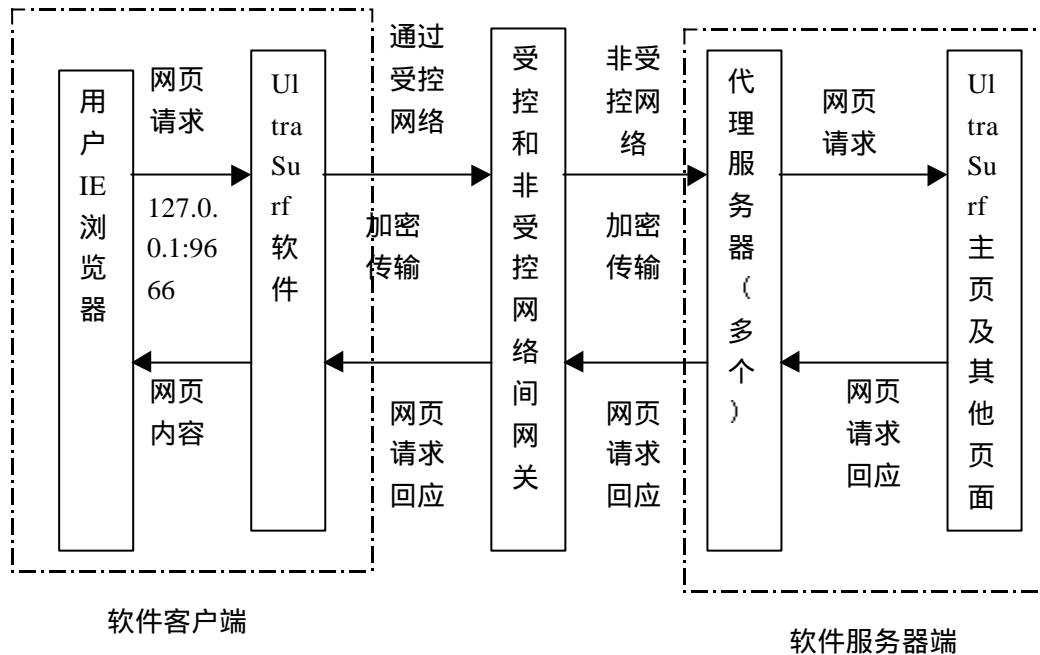 用
户
IE
浏
览
器
网页
请求
127.0.
0.1:96
66
网页
内容
Ul
tra
Su
rf
软
件
通过
受控
网络
加密
传输
网页
请求
回应
受
控
和
非
受
控
网
络
间
网
关
非受
控网
络
加密
传输
网页
请求
回应
代
理
服
务
器
（
多
个
）
网页
请求
网页
请求
回应
Ul
tra
Su
rf
主
页
及
其
他
页
面
软件客户端
软件服务器端